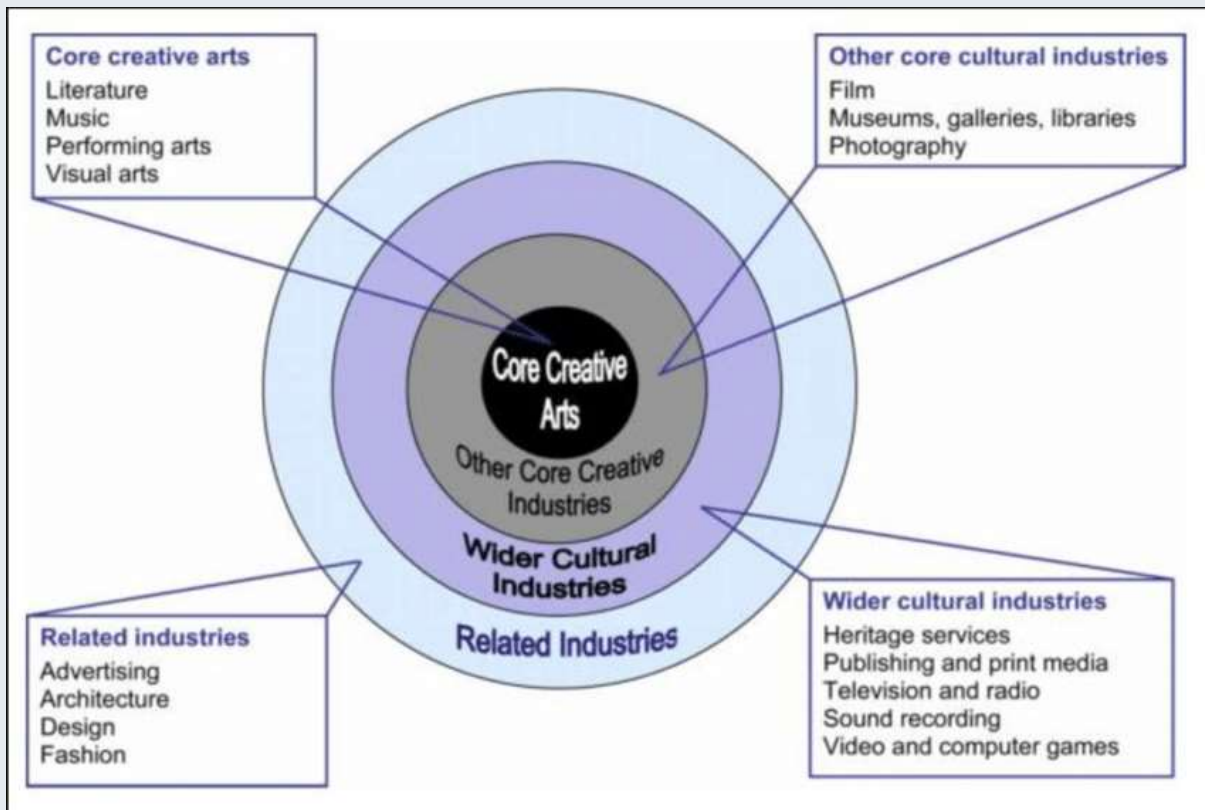 Core creative arts
Literature
Music
Performing arts
Visual arts
Other core cultural industries
Film
Museums, galleries, libraries
Photography
Core Creative
Arts
Other Core Creative
Industries
Wider Cultural
Industries
Related Industries
Related industries
Advertising
Architecture
Design
Fashion
Wider cultural industries
Heritage services
Publishing and print media
Television and radio
Sound recording
Video and computer games